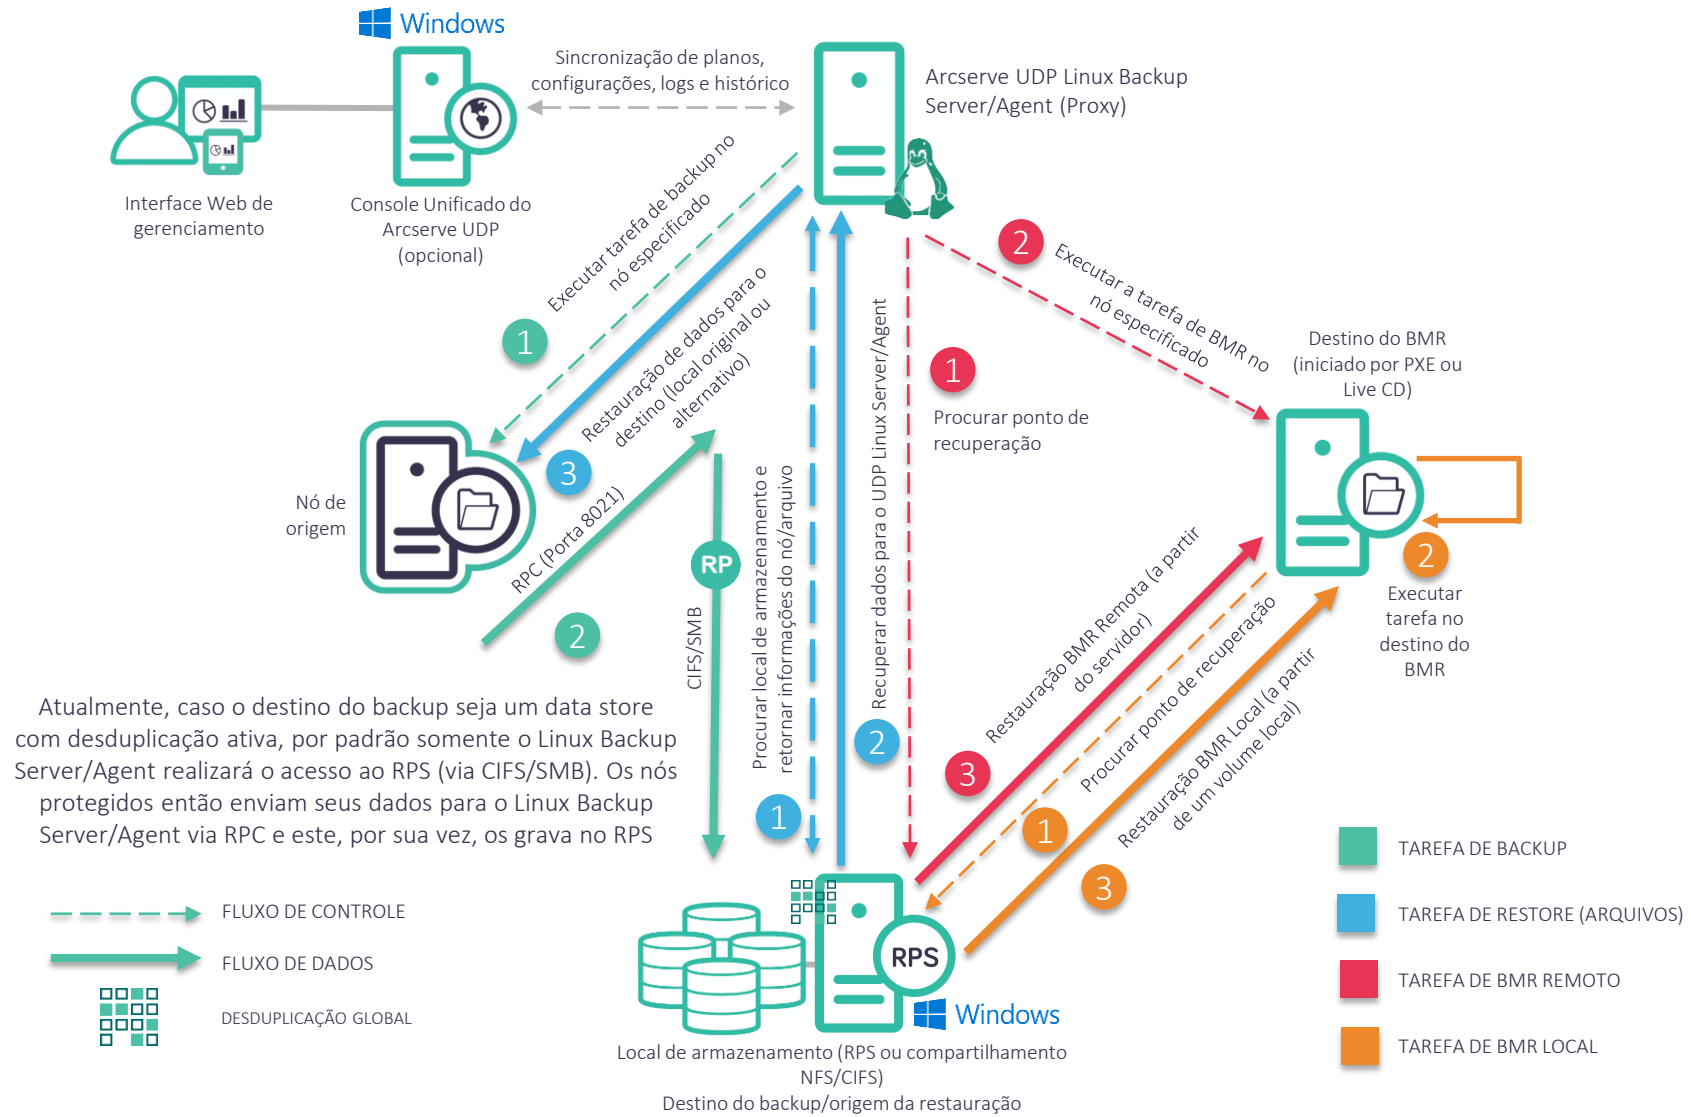 Windows
Sincronização de planos,
configurações, logs e histórico
Arcserve UDP Linux Backup
Server/Agent (Proxy)
Interface Web de
gerenciamento
Console Unificado do
Arcserve UDP
(opcional)
Executar tarefa de backup no
nó especificado
1
Restauração de dados para o
destino (local original ou
alternativo)
3
2
Executar a tarefa de BMR no
nó especificado
1
Procurar ponto de
recuperação
Destino do BMR
(iniciado por PXE ou
Live CD)
Nó de
origem
RPC (Porta 8021)
2
RP
CIFS/SMB
Procurar local de armazenamento e
retornar informações do nó/arquivo
1
Recuperar dados para o UDP Linux Server/Agent
2
Restauração BMR Remota (a partir
do servidor)
3
Procurar ponto de recuperação
1
Restauração BMR Local (a partir
de um volume local)
3
2
Executar
tarefa no
destino do
BMR
Atualmente, caso o destino do backup seja um data store
com desduplicação ativa, por padrão somente o Linux Backup
Server/Agent realizará o acesso ao RPS (via CIFS/SMB). Os nós
protegidos então enviam seus dados para o Linux Backup
Server/Agent via RPC e este, por sua vez, os grava no RPS
FLUXO DE CONTROLE
FLUXO DE DADOS
DESDUPLICAÇÃO GLOBAL
RPS
Windows
Local de armazenamento (RPS ou compartilhamento
NFS/CIFS)
Destino do backup/origem da restauração
TAREFA DE BACKUP
TAREFA DE RESTORE (ARQUIVOS)
TAREFA DE BMR REMOTO
TAREFA DE BMR LOCAL